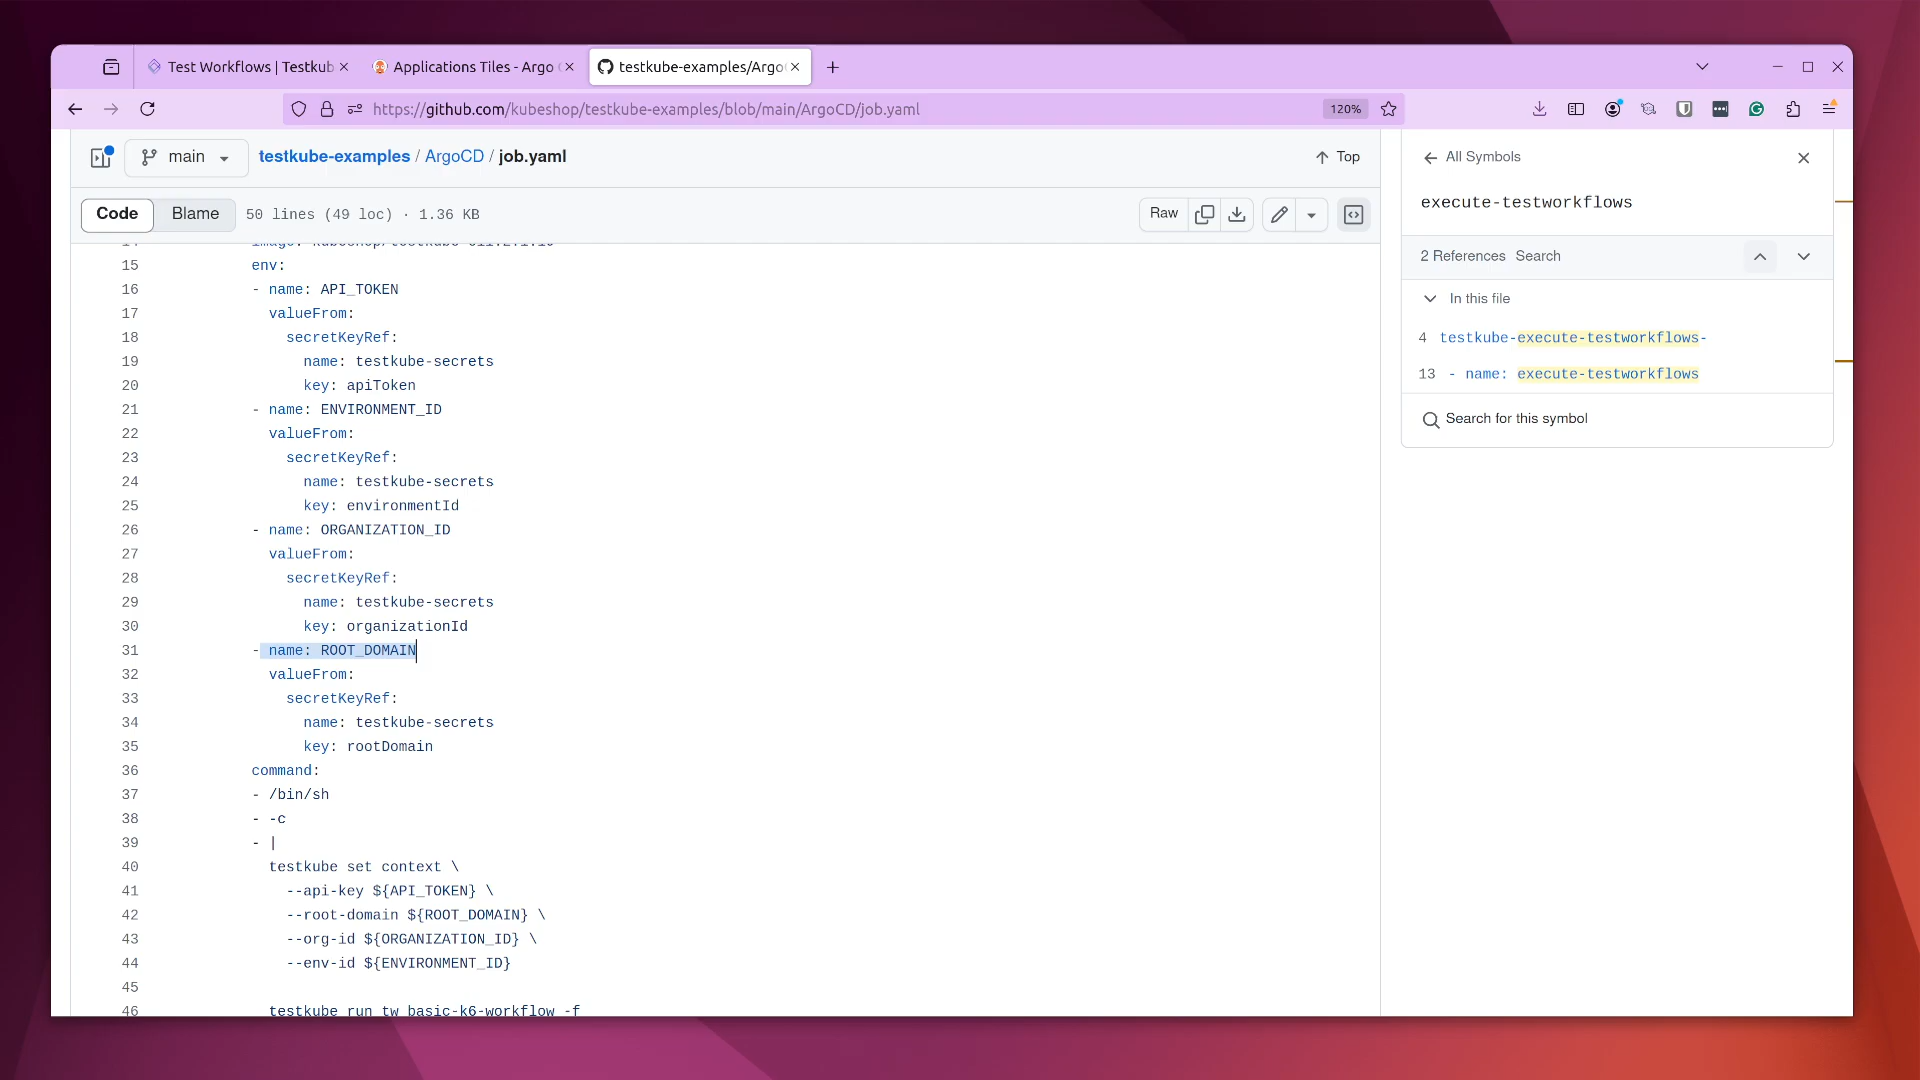 Test Workflows | Testkub
Applications Tiles - Argo
testkube-examples/Argo
https://github.com/kubeshop/testkube-examples/blob/main/ArgoCD/job.yaml
120%
main
testkube-examples / ArgoCD / job.yaml
Top
Code
Blame
50 lines (49 loc) · 1.36 KB
Raw
15 env:
16 - name: API_TOKEN
17 valueFrom:
18 secretKeyRef:
19 name: testkube-secrets
20 key: apiToken
21 - name: ENVIRONMENT_ID
22 valueFrom:
23 secretKeyRef:
24 name: testkube-secrets
25 key: environmentId
26 - name: ORGANIZATION_ID
27 valueFrom:
28 secretKeyRef:
29 name: testkube-secrets
30 key: organizationId
31 - name: ROOT_DOMAIN
32 valueFrom:
33 secretKeyRef:
34 name: testkube-secrets
35 key: rootDomain
36 command:
37 - /bin/sh
38 - -c
39 - |
40 testkube set context \
41 --api-key ${API_TOKEN} \
42 --root-domain ${ROOT_DOMAIN} \
43 --org-id ${ORGANIZATION_ID} \
44 --env-id ${ENVIRONMENT_ID}
45
46 testkube run tw basic-k6-workflow -f
All Symbols
execute-testworkflows
2 References Search
In this file
4 testkube-execute-testworkflows-
13 - name: execute-testworkflows
Search for this symbol